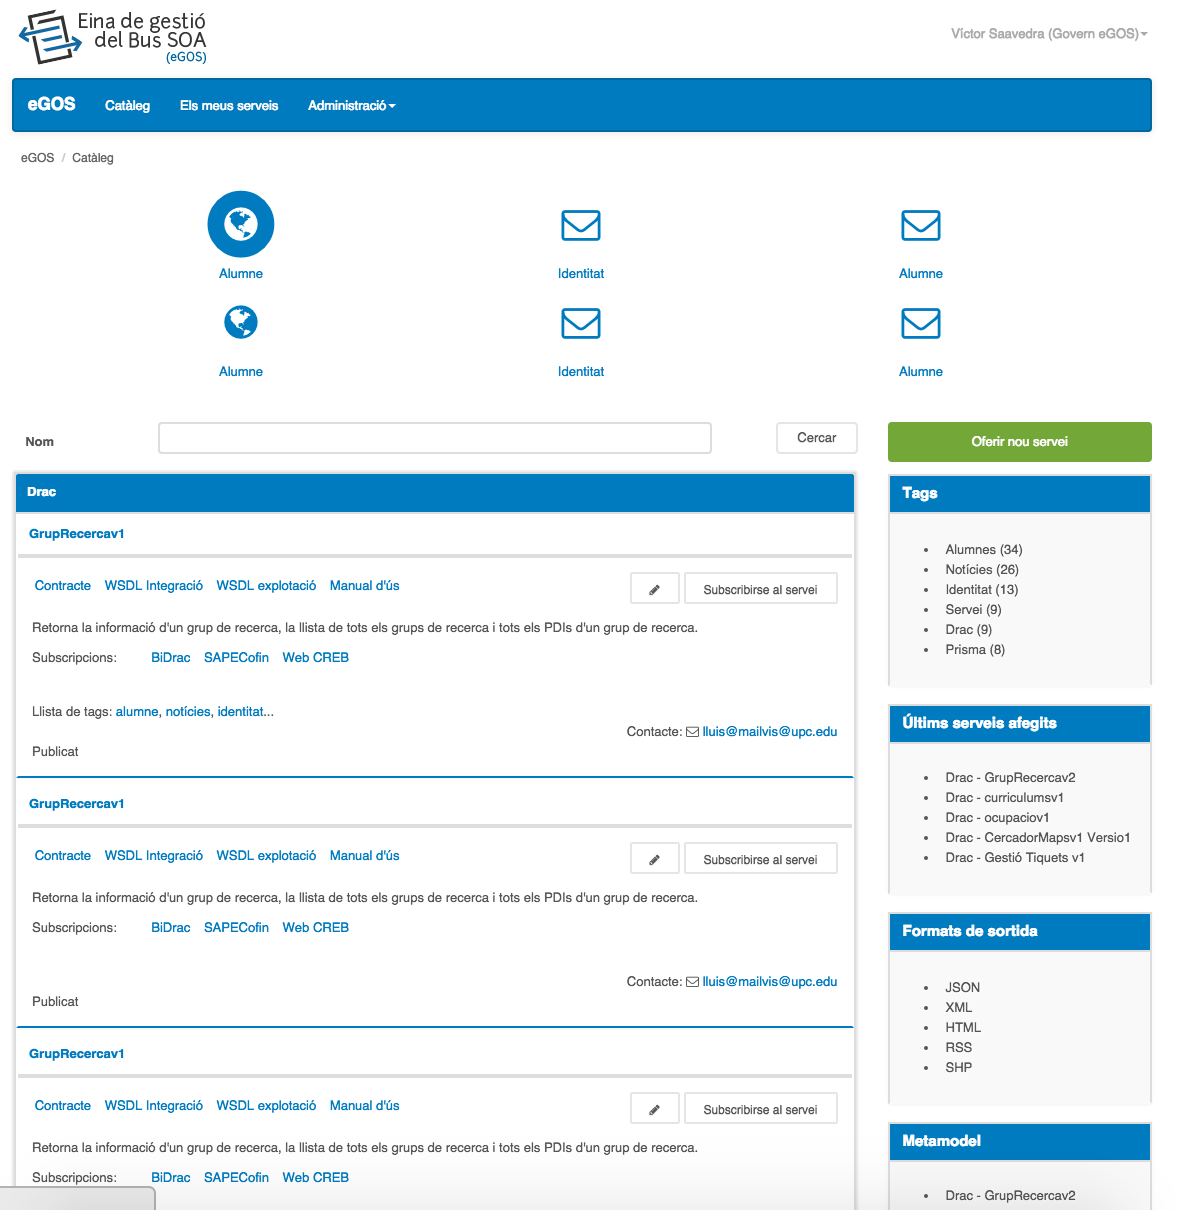 Eina de gestió
del Bus SOA
(eGOS)
Víctor Saavedra (Govern eGOS)
eGOS Catàleg Els meus serveis Administració
eGOS / Catàleg
Alumne Identitat Alumne
Alumne Identitat Alumne
Nom Cercar
Drac
GrupRecercav1
Contracte WSDL Integració WSDL explotació Manual d'ús Subscribirse al servei
Retorna la informació d'un grup de recerca, la llista de tots els grups de recerca i tots els PDIs d'un grup de recerca.
Subscripcions: BiDrac SAPECofin Web CREB
Llista de tags: alumne, notícies, identitat...
Contacte: lluis@mailvis@upc.edu
Publicat
GrupRecercav1
Contracte WSDL Integració WSDL explotació Manual d'ús Subscribirse al servei
Retorna la informació d'un grup de recerca, la llista de tots els grups de recerca i tots els PDIs d'un grup de recerca.
Subscripcions: BiDrac SAPECofin Web CREB
Contacte: lluis@mailvis@upc.edu
Publicat
GrupRecercav1
Contracte WSDL Integració WSDL explotació Manual d'ús Subscribirse al servei
Retorna la informació d'un grup de recerca, la llista de tots els grups de recerca i tots els PDIs d'un grup de recerca.
Subscripcions: BiDrac SAPECofin Web CREB
Oferir nou servei
Tags
Alumnes (34)
Notícies (26)
Identitat (13)
Servei (9)
Drac (9)
Prisma (8)
Últims serveis afegits
Drac - GrupRecercav2
Drac - curriculumsv1
Drac - ocupaciov1
Drac - CercadorMapsv1 Versio1
Drac - Gestió Tiquets v1
Formats de sortida
JSON
XML
HTML
RSS
SHP
Metamodel
Drac - GrupRecercav2